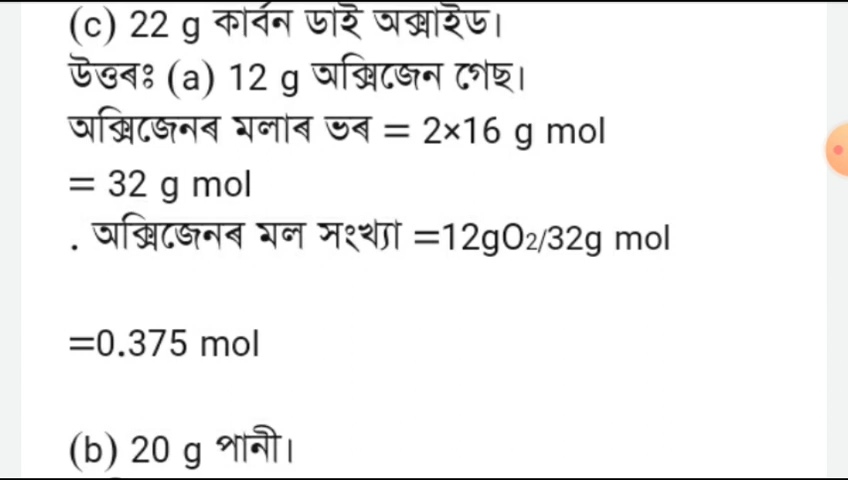 (c) 22 g কাৰ্বন ডাই অক্সাইড।
উত্তৰঃ (a) 12 g অক্সিজেন গেছ।
অক্সিজেনৰ মলাৰ ভৰ = 2×16 g mol
= 32 g mol
. অক্সিজেনৰ মল সংখ্যা =12gO₂/32g mol
=0.375 mol
(b) 20 g পানী।